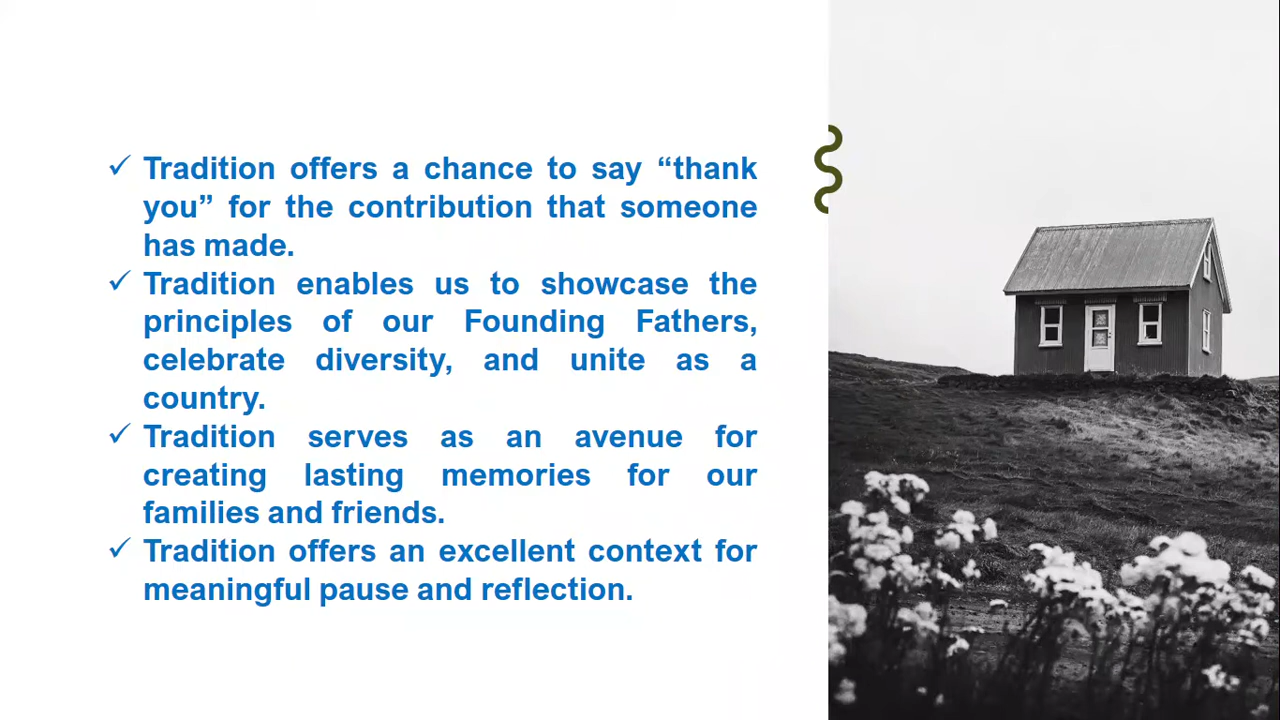 ✓ Tradition offers a chance to say “thank
you” for the contribution that someone
has made.
✓ Tradition enables us to showcase the
principles of our Founding Fathers,
celebrate diversity, and unite as a
country.
✓ Tradition serves as an avenue for
creating lasting memories for our
families and friends.
✓ Tradition offers an excellent context for
meaningful pause and reflection.